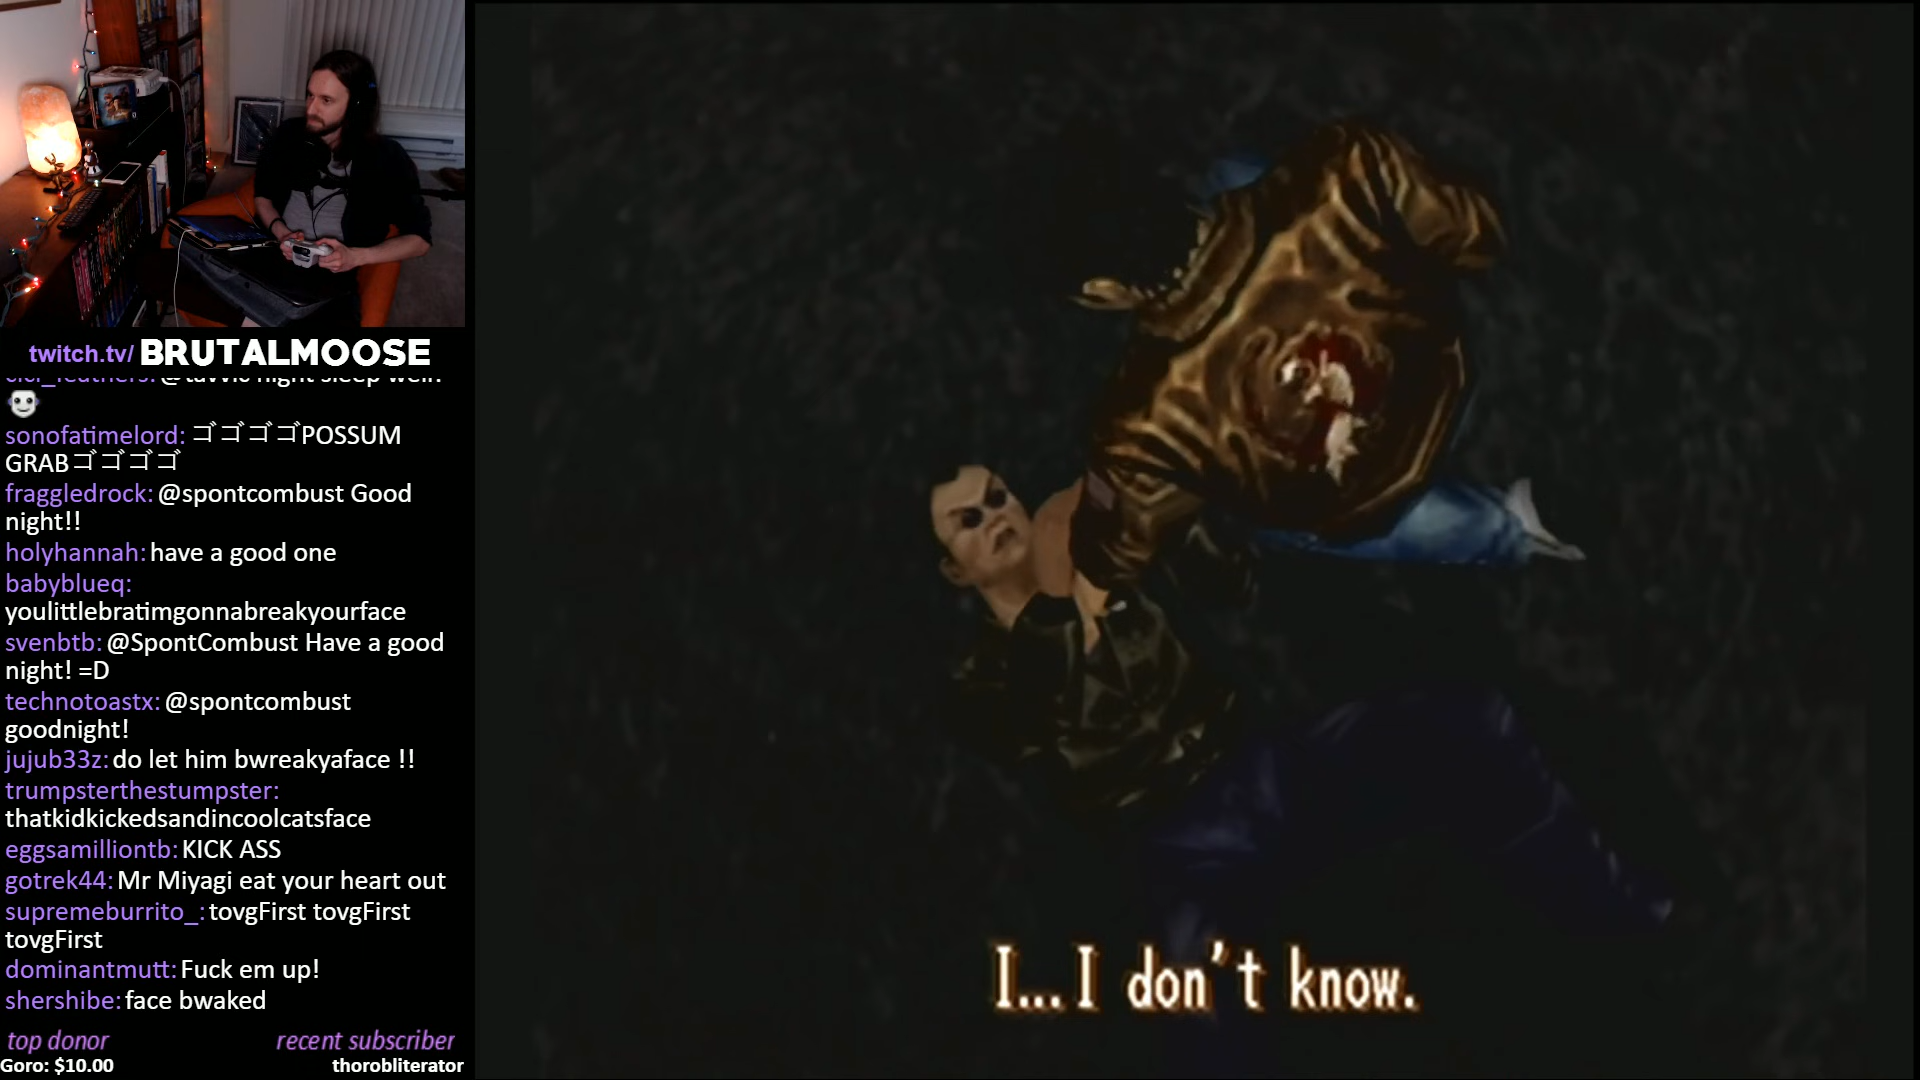 twitch.tv/ BRUTALMOOSE
sonofatimelord: ゴゴゴゴPOSSUM
GRABゴゴゴゴ
fraggledrock: @spontcombust Good
night!!
holyhannah: have a good one
babyblueq:
youlittlebratimgonnabreakyourface
svenbtb: @SpontCombust Have a good
night! =D
technotoastx: @spontcombust
goodnight!
jujub33z: do let him bwreakyaface !!
trumpsterthestumpster:
thatkidkickedsandincoolcatsface
eggsamilliontb: KICK ASS
gotrek44: Mr Miyagi eat your heart out
supremeburrito_: tovgFirst tovgFirst
tovgFirst
dominantmutt: Fuck em up!
shershibe: face bwaked
top donor recent subscriber
Goro: $10.00 thorobliterator
I...I don't know.